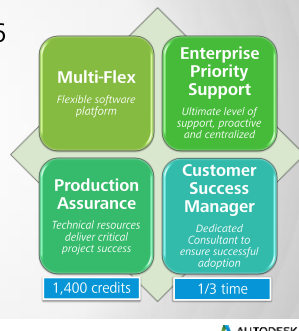 6
Multi-Flex
Flexible software
platform
Enterprise
Priority
Support
Ultimate level of
support, proactive
and centralized
Production
Assurance
Technical resources
deliver critical
project success
Customer
Success
Manager
Dedicated
Consultant to
ensure successful
adoption
1,400 credits
1/3 time
AUTODESK